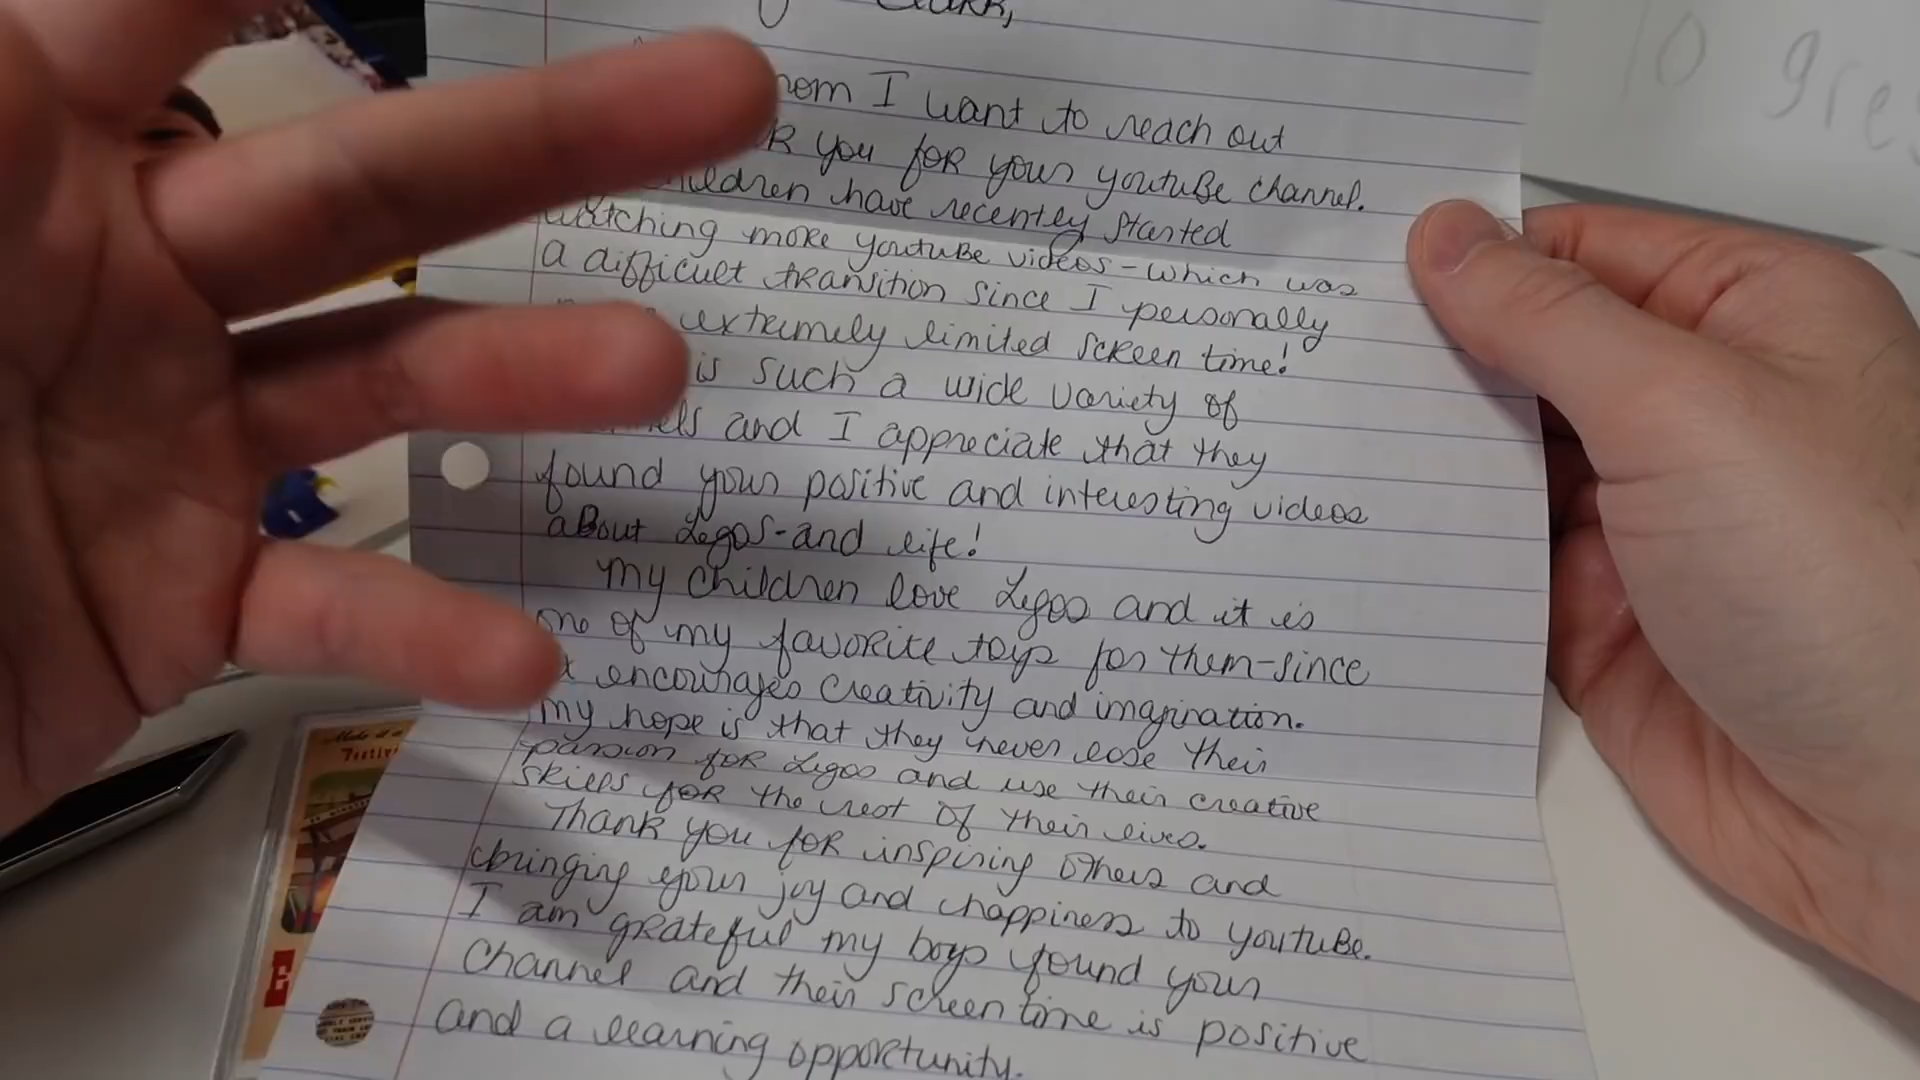 I want to reach out
you for your youtube channel.
have recently started
watching more youtube videos - which was
a difficult transition since I personally
extremely limited screen time!
is such a wide variety of
and I appreciate that they
found your positive and interesting videos
about Legos - and life!
my children love Legos and it is
one of my favorite toys for them - since
encourages creativity and imagination.
my hope is that they never lose their
passion for Legos and use their creative
skills for the rest of their lives.
Thank you for inspiring others and
bringing your joy and happiness to youtube.
I am grateful my boys found your
channel and their screen time is positive
and a learning opportunity.
10 gre